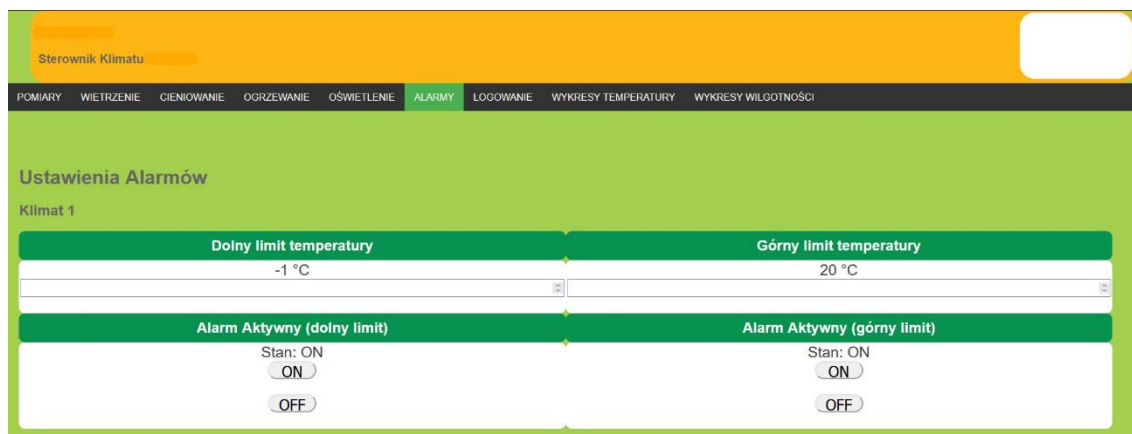 Sterownik Klimatu
POMIARY WIETRZENIE CIENIOWANIE OGRZEWANIE OŚWIETLENIE ALARMY LOGOWANIE WYKRESY TEMPERATURY WYKRESY WILGOTNOŚCI
Ustawienia Alarmów
Klimat 1
Dolny limit temperatury Górny limit temperatury
-1 °C 20 °C
Alarm Aktywny (dolny limit) Alarm Aktywny (górny limit)
Stan: ON Stan: ON
ON ON
OFF OFF